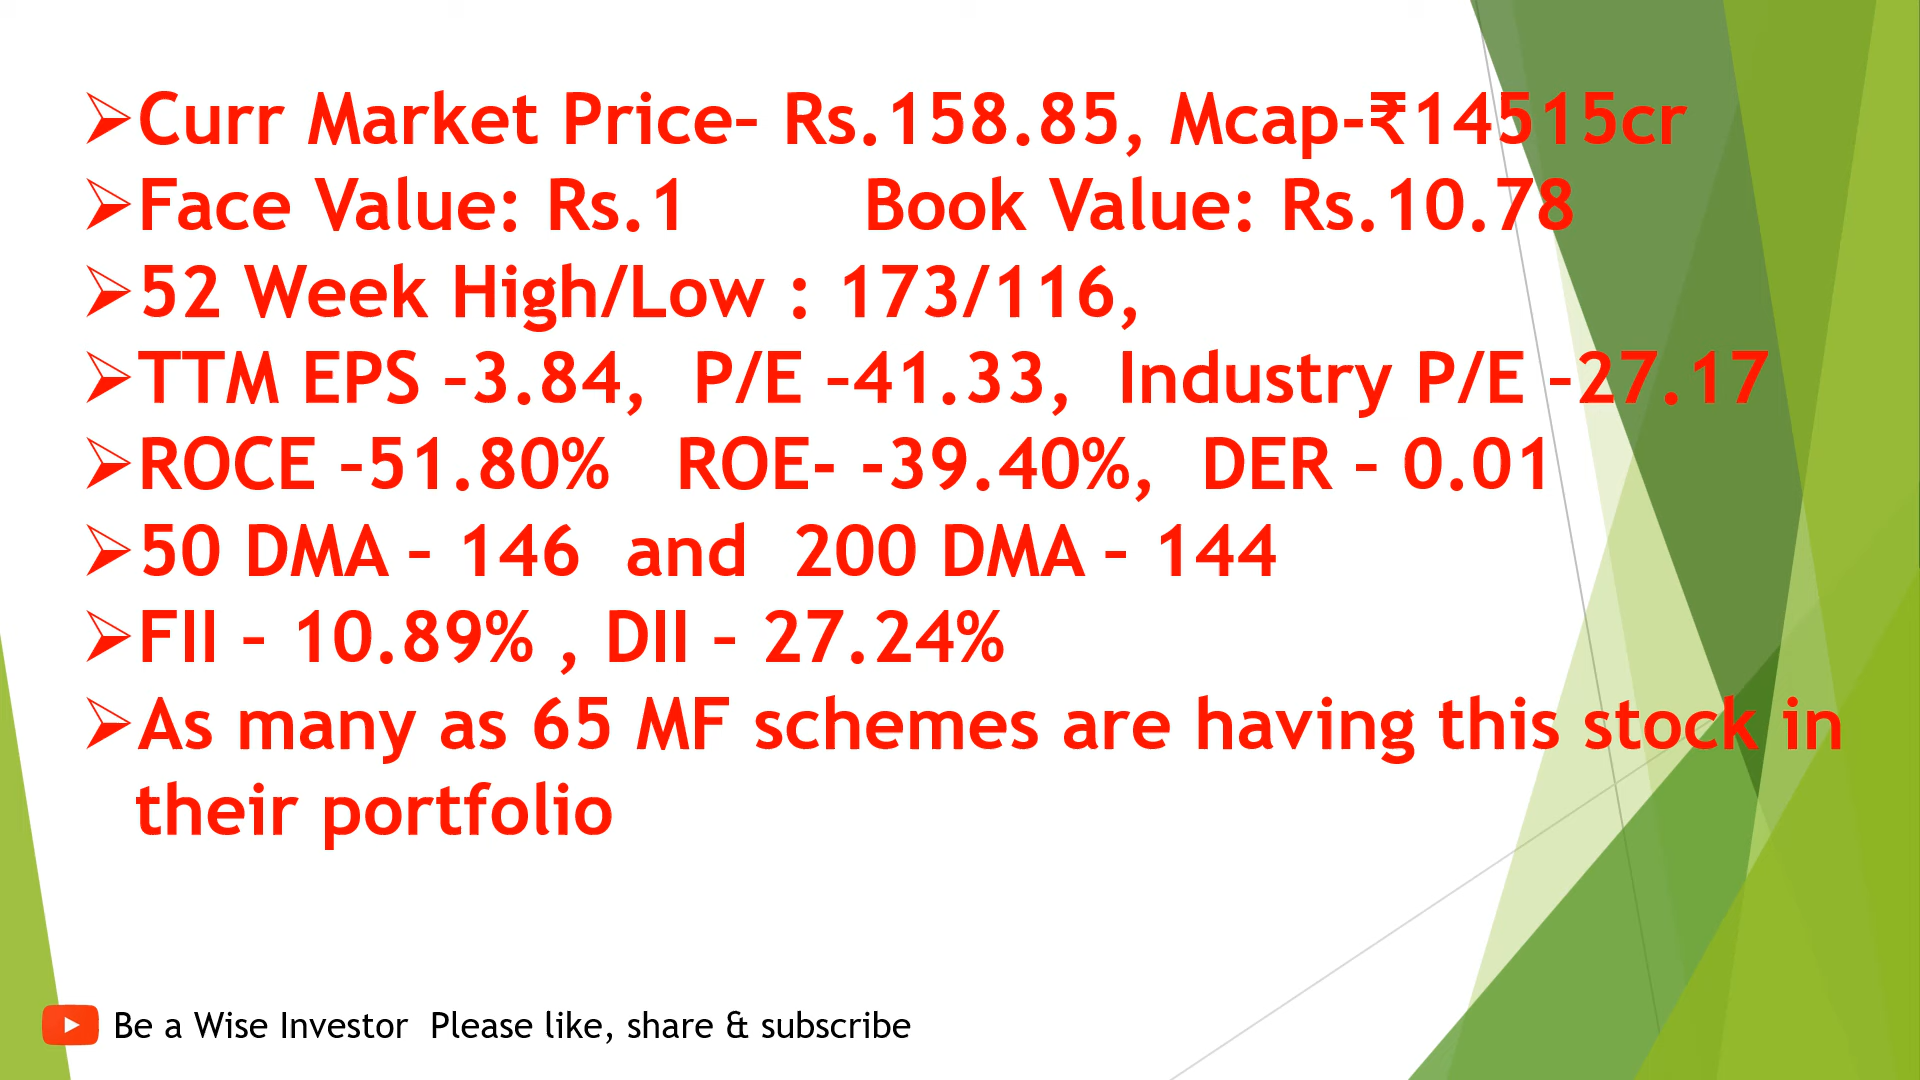 ➢Curr Market Price– Rs.158.85, Mcap-₹14515cr
➢Face Value: Rs.1 Book Value: Rs.10.78
➢52 Week High/Low : 173/116,
➢TTM EPS –3.84, P/E –41.33, Industry P/E –27.17
➢ROCE –51.80% ROE- -39.40%, DER – 0.01
➢50 DMA – 146 and 200 DMA – 144
➢FII – 10.89% , DII – 27.24%
➢As many as 65 MF schemes are having this stock in
their portfolio
Be a Wise Investor Please like, share & subscribe